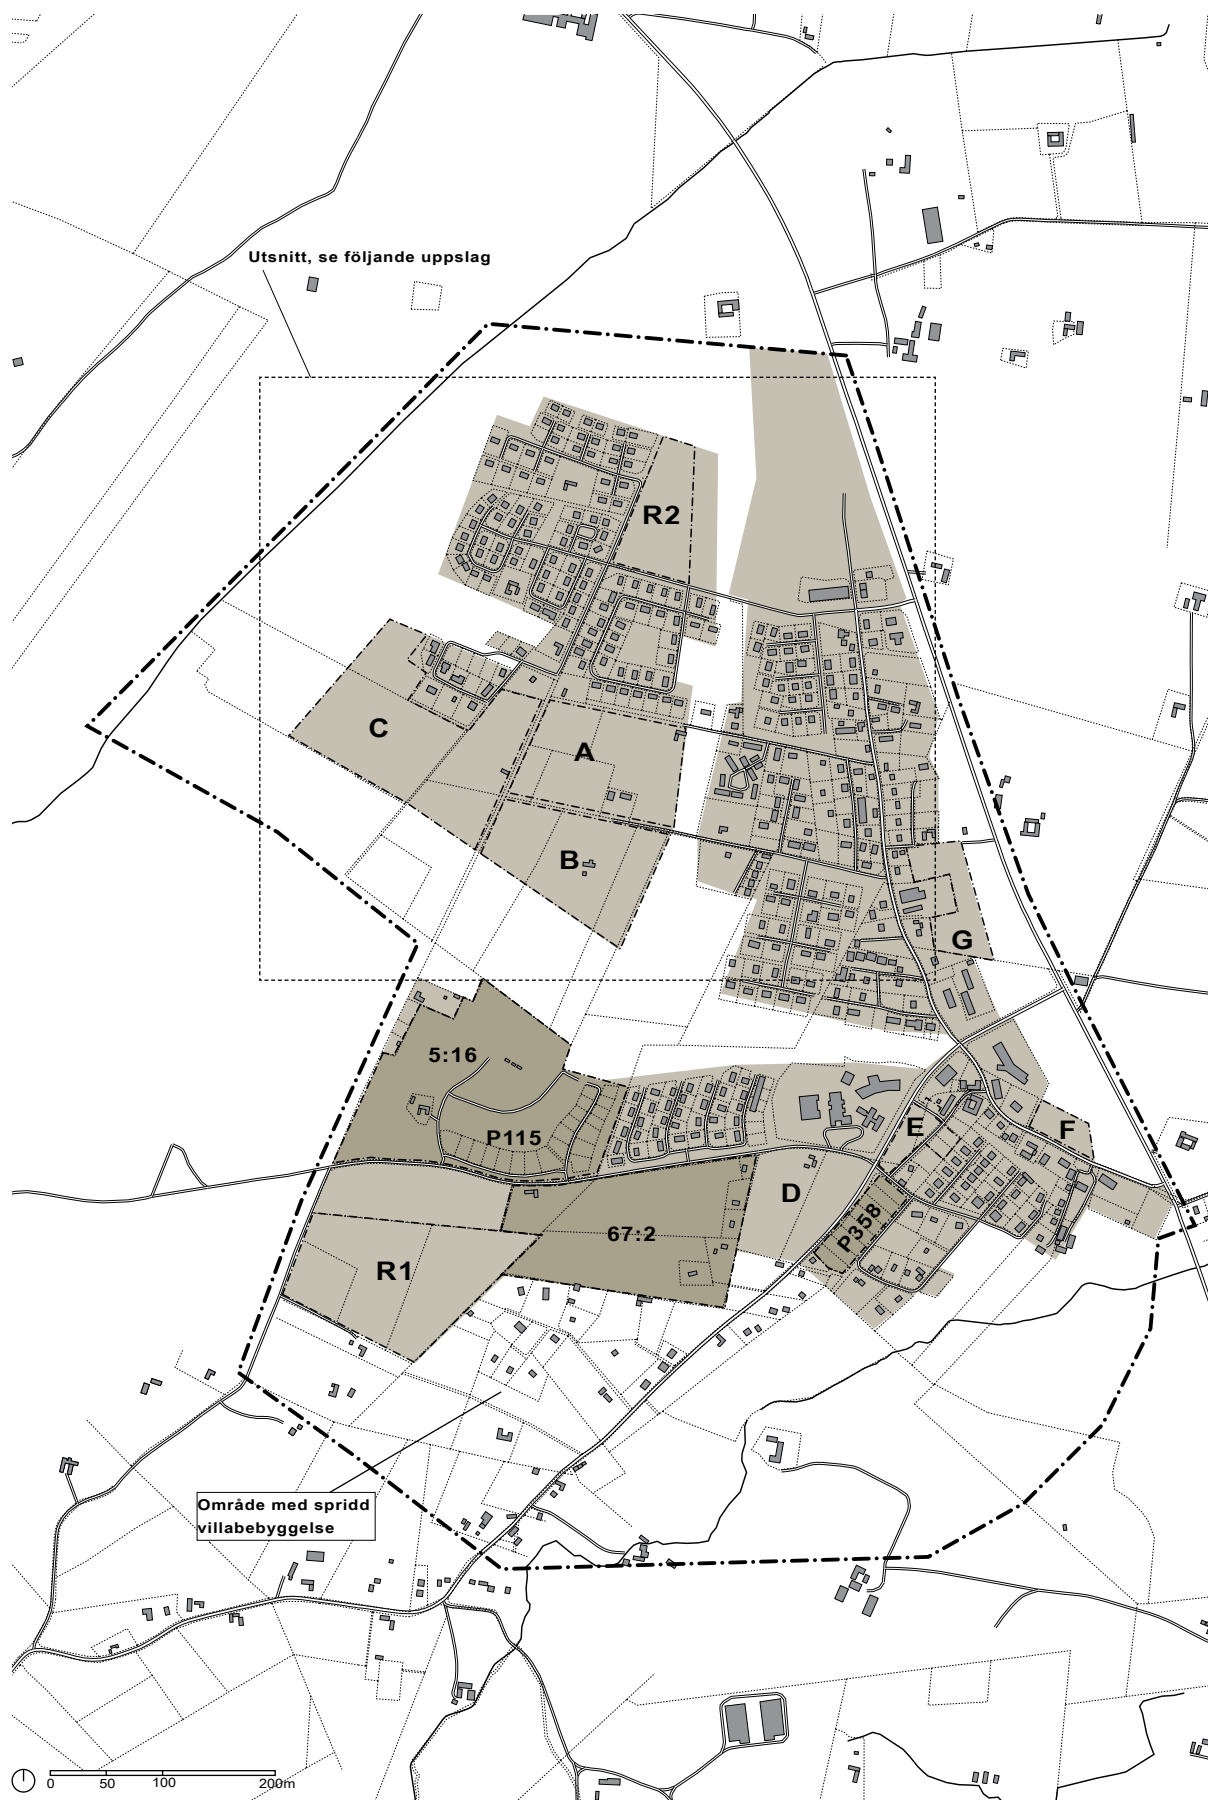 Utsnitt, se följande uppslag
R2
C
A
B
G
5:16
P115
E
F
D
P358
67:2
R1
Område med spridd
villabebyggelse
0 50 100 200m